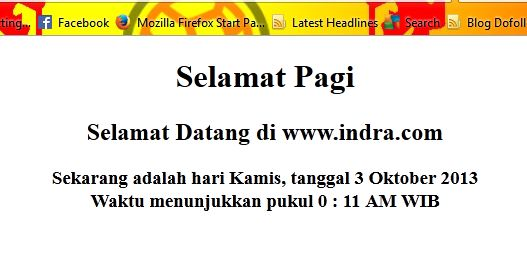 rting... Facebook Mozilla Firefox Start Pa... Latest Headlines Search Blog Dofoll
Selamat Pagi
Selamat Datang di www.indra.com
Sekarang adalah hari Kamis, tanggal 3 Oktober 2013
Waktu menunjukkan pukul 0 : 11 AM WIB